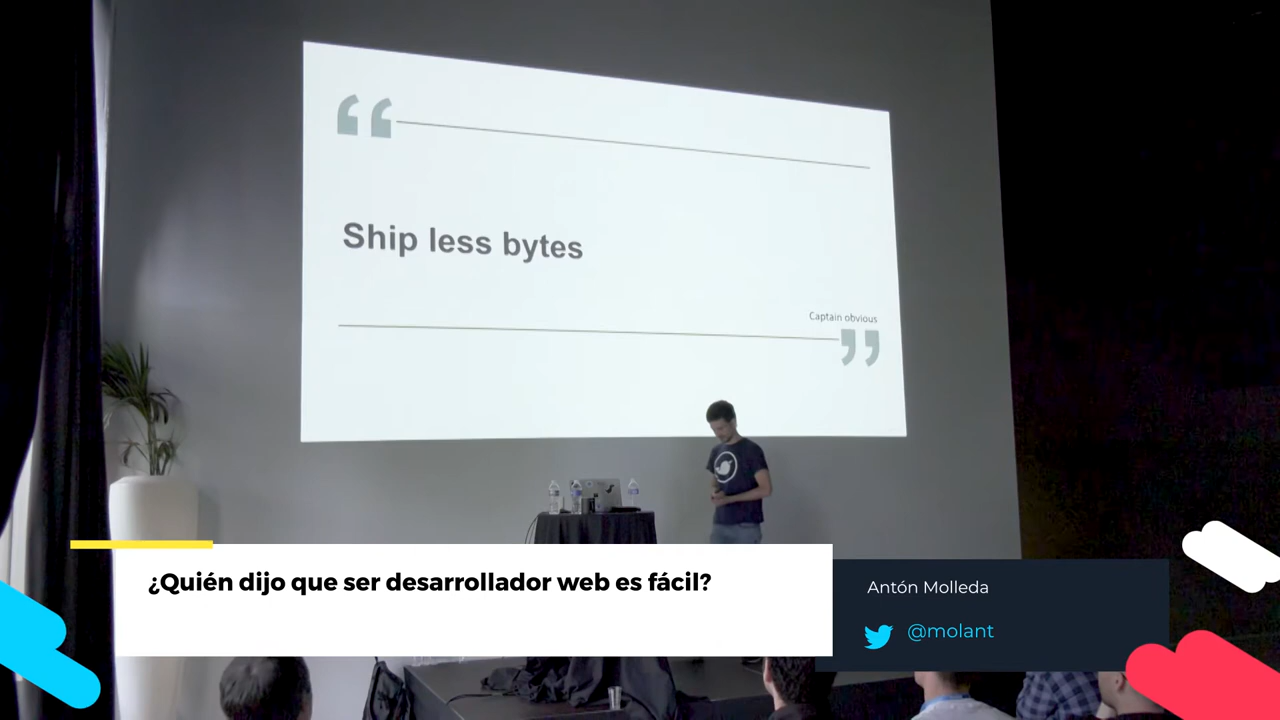 Ship less bytes
Captain obvious
¿Quién dijo que ser desarrollador web es fácil?
Antón Molleda
@molant